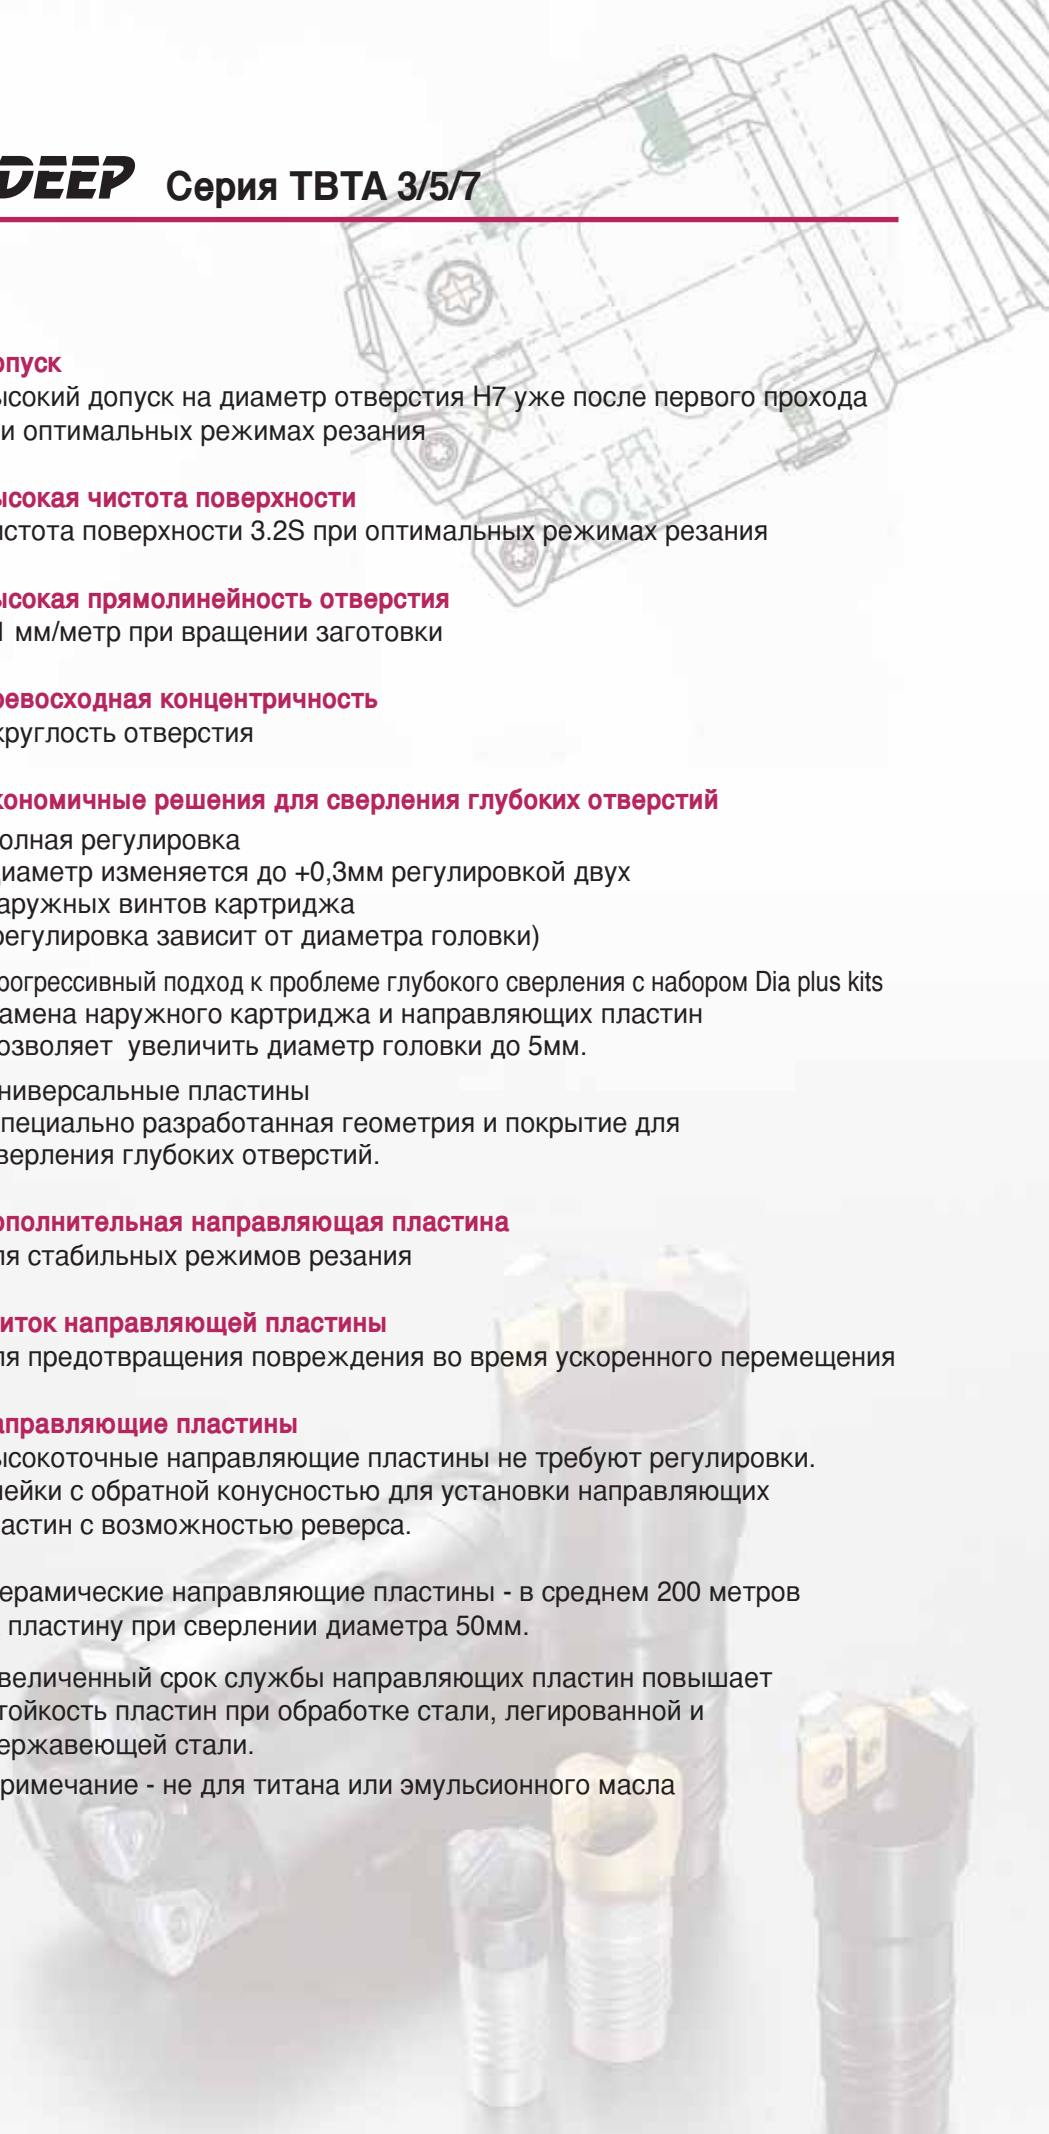 DEEP Серия ТВТА 3/5/7
опуск
ысокий допуск на диаметр отверстия H7 уже после первого прохода
и оптимальных режимах резания
ысокая чистота поверхности
истота поверхности 3.2S при оптимальных режимах резания
ысокая прямолинейность отверстия
мм/метр при вращении заготовки
ревосходная концентричность
круглость отверстия
кономичные решения для сверления глубоких отверстий
олная регулировка
иаметр изменяется до +0,3мм регулировкой двух
аружных винтов картриджа
регулировка зависит от диаметра головки)
рогрессивный подход к проблеме глубокого сверления с набором Dia plus kits
амена наружного картриджа и направляющих пластин
озволяет увеличить диаметр головки до 5мм.
ниверсальные пластины
пециально разработанная геометрия и покрытие для
верления глубоких отверстий.
ополнительная направляющая пластина
ля стабильных режимов резания
иток направляющей пластины
ля предотвращения повреждения во время ускоренного перемещения
аправляющие пластины
ысокоточные направляющие пластины не требуют регулировки.
ейки с обратной конусностью для установки направляющих
астин с возможностью реверса.
ерамические направляющие пластины - в среднем 200 метров
пластину при сверлении диаметра 50мм.
величенный срок службы направляющих пластин повышает
тойкость пластин при обработке стали, легированной и
ержавеющей стали.
римечание - не для титана или эмульсионного масла